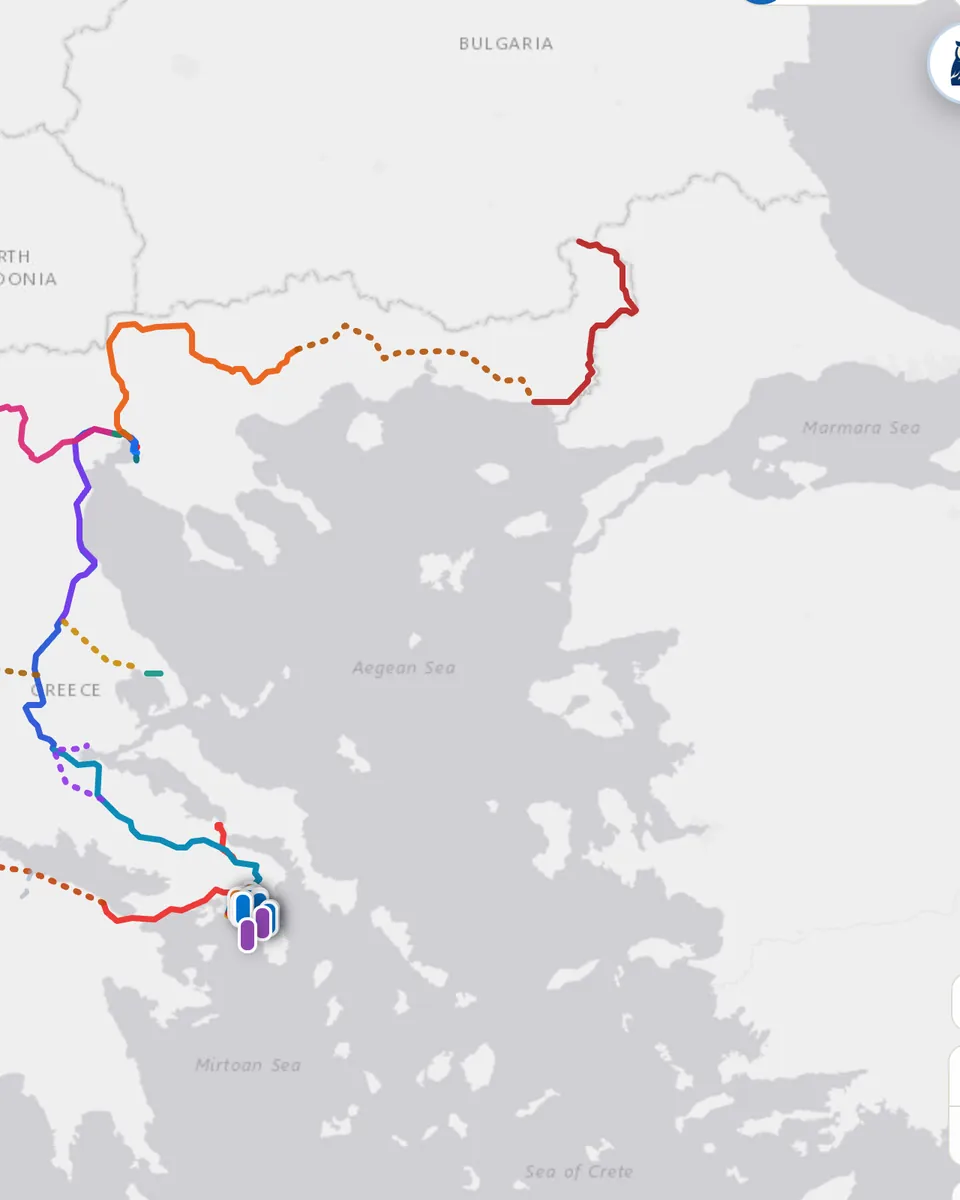 BULGARIA
RTH
DONIA
Marmara Sea
Aegean Sea
GREECE
Mirtoan Sea
Sea of Crete